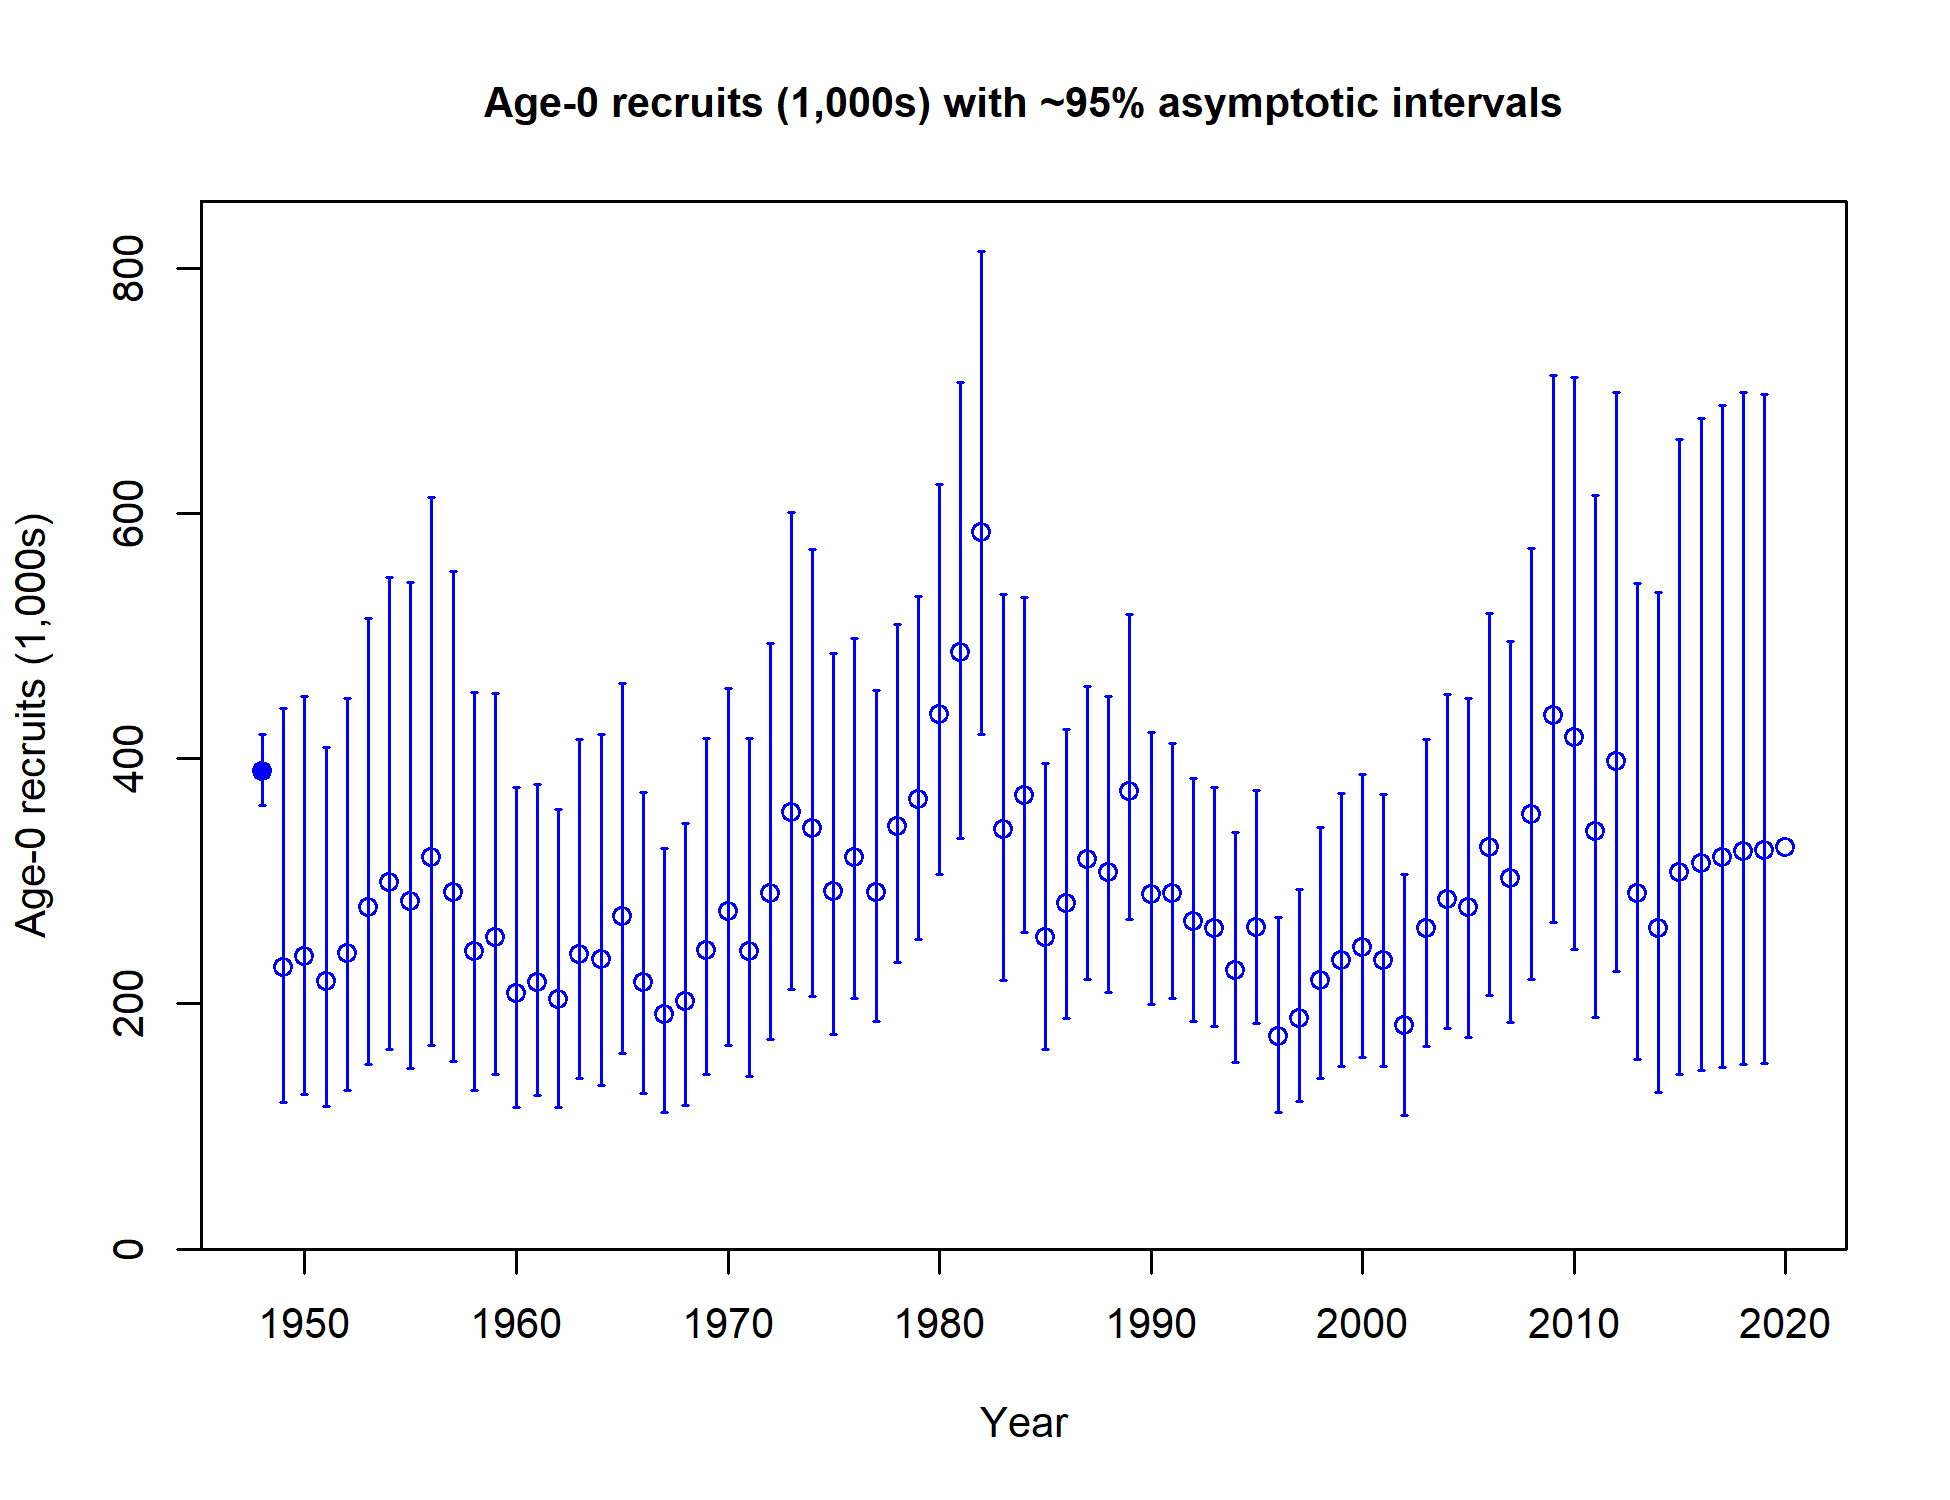 Age-0 recruits (1,000s) with ~95% asymptotic intervals
Age-0 recruits (1,000s)
800
600
400
200
0
1950 1960 1970 1980 1990 2000 2010 2020
Year